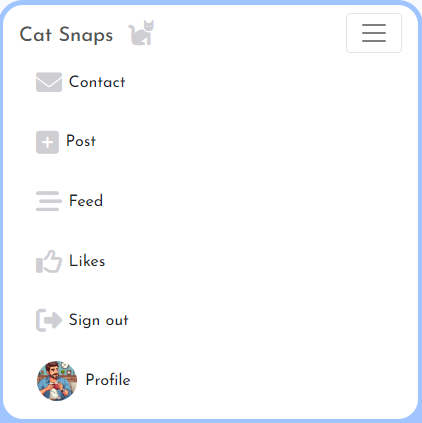 Cat Snaps
Contact
Post
Feed
Likes
Sign out
Profile